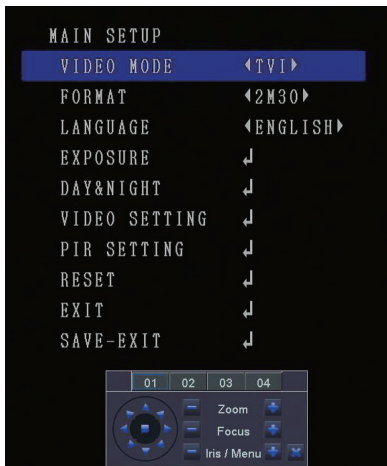 MAIN SETUP
VIDEO MODE TVI
FORMAT 2M30
LANGUAGE ENGLISH
EXPOSURE
DAY&NIGHT
VIDEO SETTING
PIR SETTING
RESET
EXIT
SAVE-EXIT
01 02 03 04
Zoom
Focus
Iris / Menu